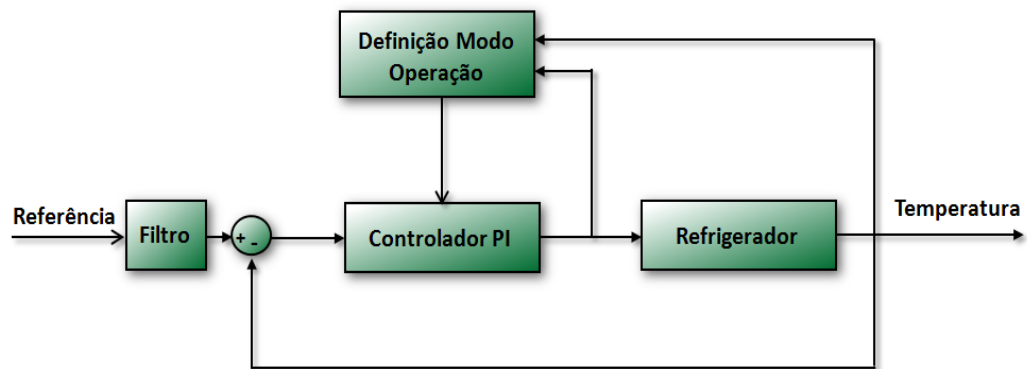 Definição Modo
Operação
Referência
Filtro
+ -
Controlador PI
Refrigerador
Temperatura